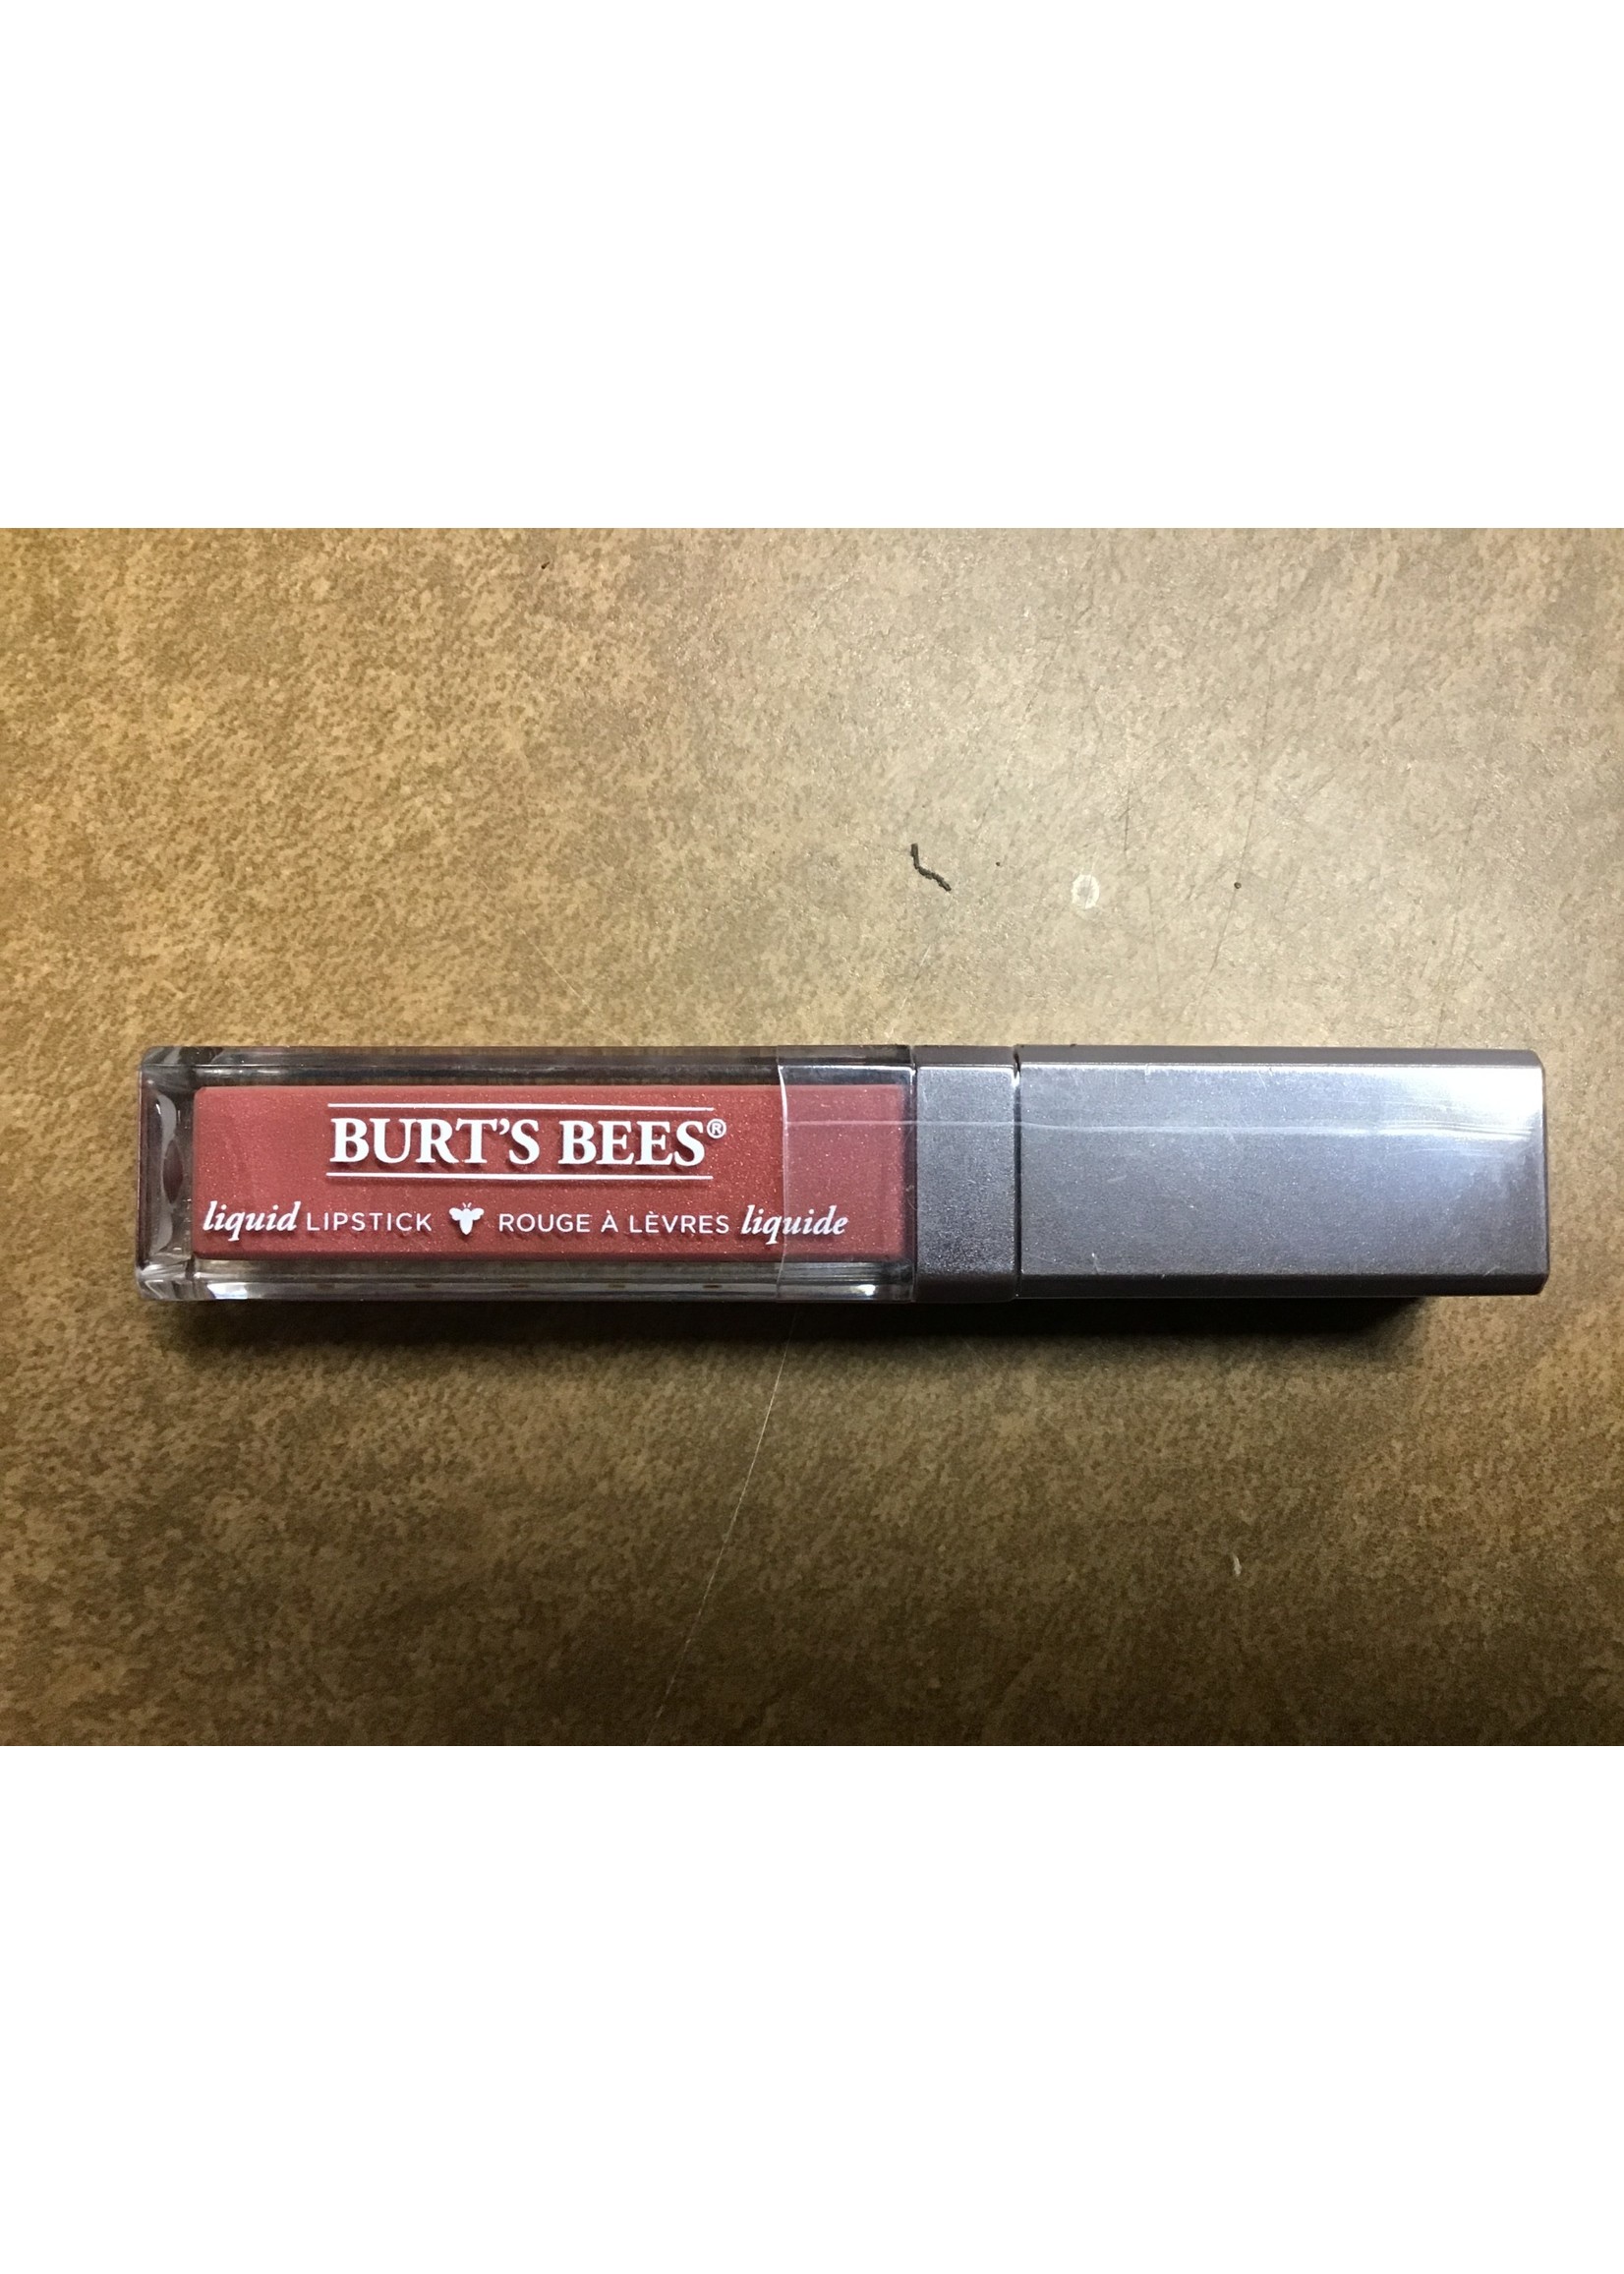 BURT'S BEES®
liquid LIPSTICK ROUGE À LÈVRES liquide